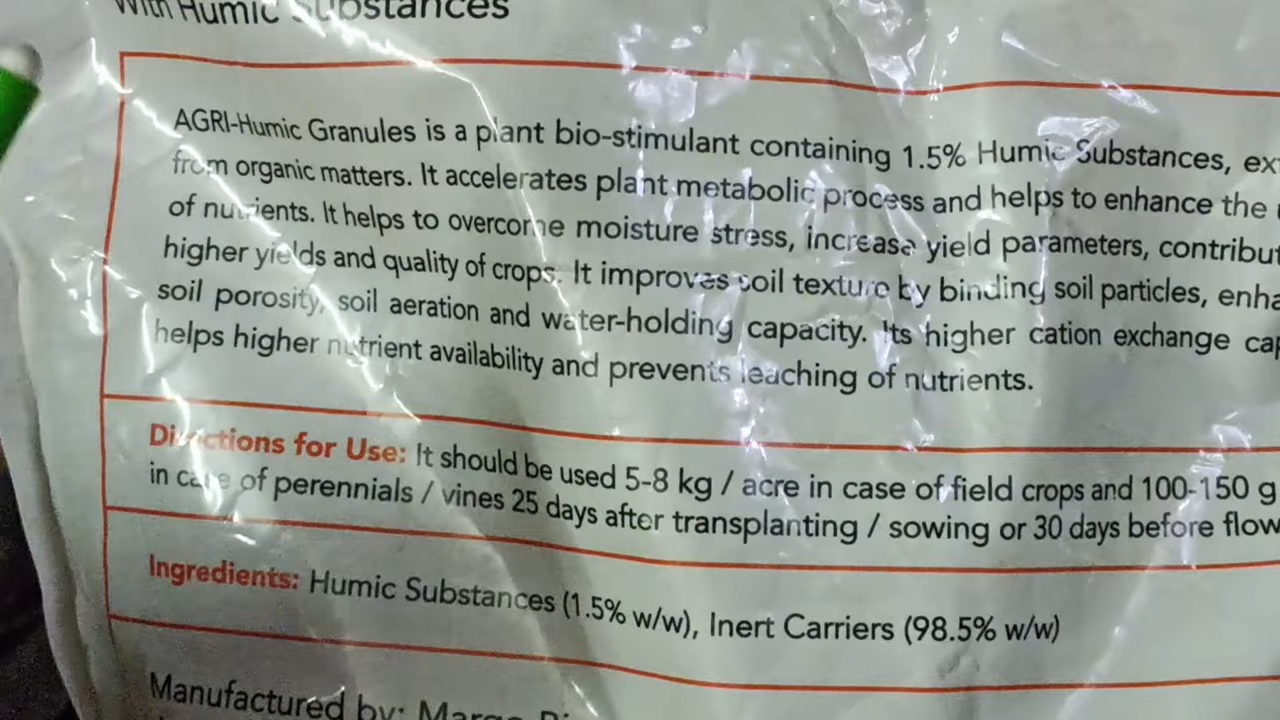 With Humic Substances
AGRI-Humic Granules is a plant bio-stimulant containing 1.5% Humic Substances,
from organic matters. It accelerates plant metabolic process and helps to enhance the
of nutrients. It helps to overcome moisture stress, increase yield parameters,
higher yields and quality of crops. It improves soil texture by binding soil particles,
soil porosity, soil aeration and water-holding capacity. Its higher cation exchange
helps higher nutrient availability and prevents leaching of nutrients.
Directions for Use: It should be used 5-8 kg / acre in case of field crops and 100-150 g
in case of perennials / vines 25 days after transplanting / sowing or 30 days before
Ingredients: Humic Substances (1.5% w/w), Inert Carriers (98.5% w/w)
Manufactured by: